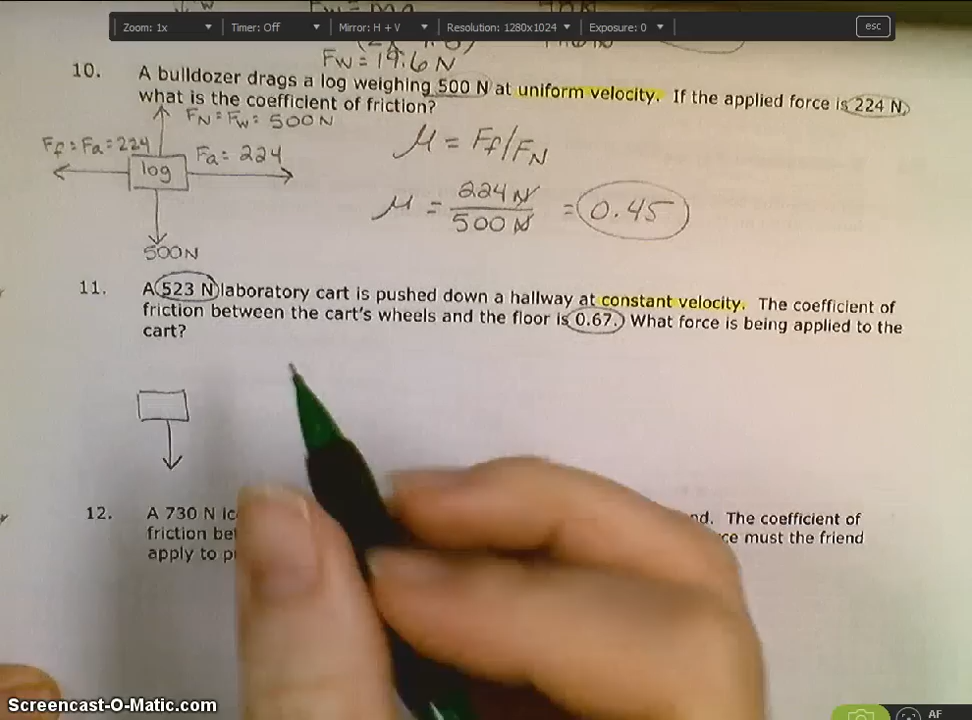 Zoom: 1x Timer: Off Mirror: H + V Resolution: 1280x1024 Exposure: 0 esc
FW = 19.6 N
10. A bulldozer drags a log weighing 500 N at uniform velocity. If the applied force is 224 N,
what is the coefficient of friction?
FN = FW = 500N
Ff = Fa = 224
Fa = 224
log
500N
μ = Ff/FN
μ = 224 N / 500 N = 0.45
11. A 523 N laboratory cart is pushed down a hallway at constant velocity. The coefficient of
friction between the cart's wheels and the floor is 0.67. What force is being applied to the
cart?
12. A 730 N
nd. The coefficient of
friction
must the friend
apply to
Screencast-O-Matic.com
AF